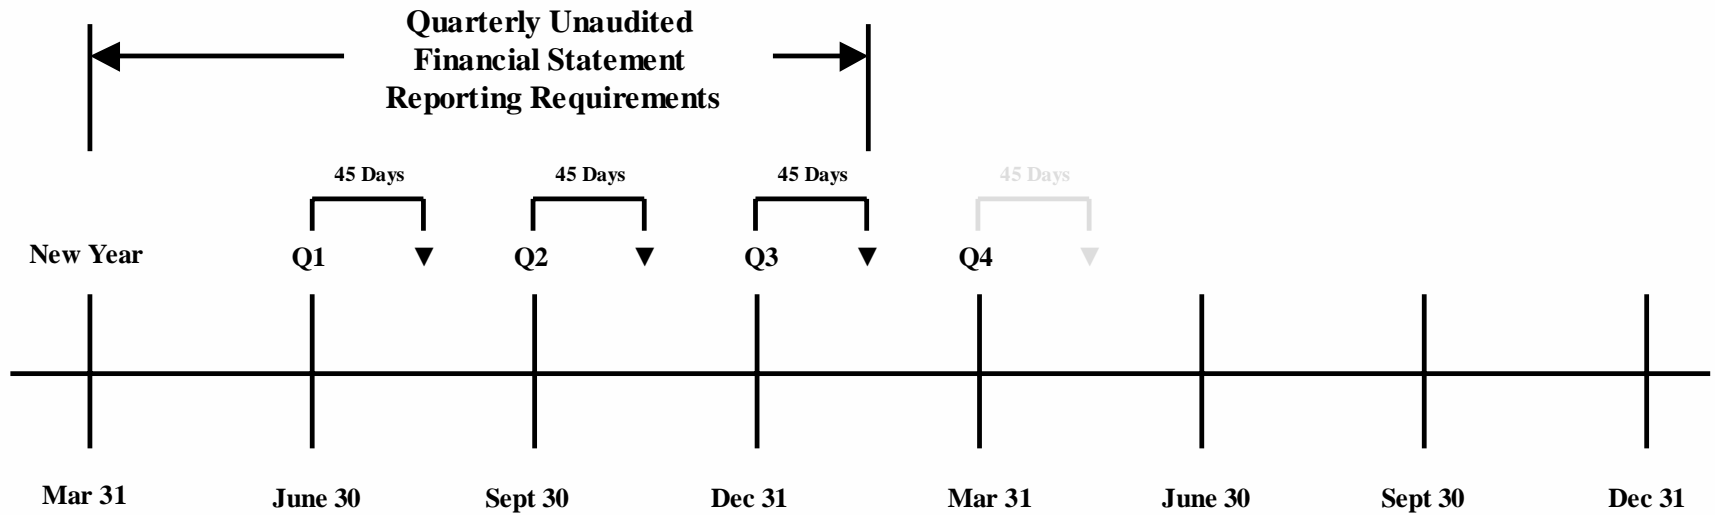 Quarterly Unaudited
Financial Statement
Reporting Requirements
45 Days 45 Days 45 Days 45 Days
New Year Q1 Q2 Q3 Q4
Mar 31 June 30 Sept 30 Dec 31 Mar 31 June 30 Sept 30 Dec 31